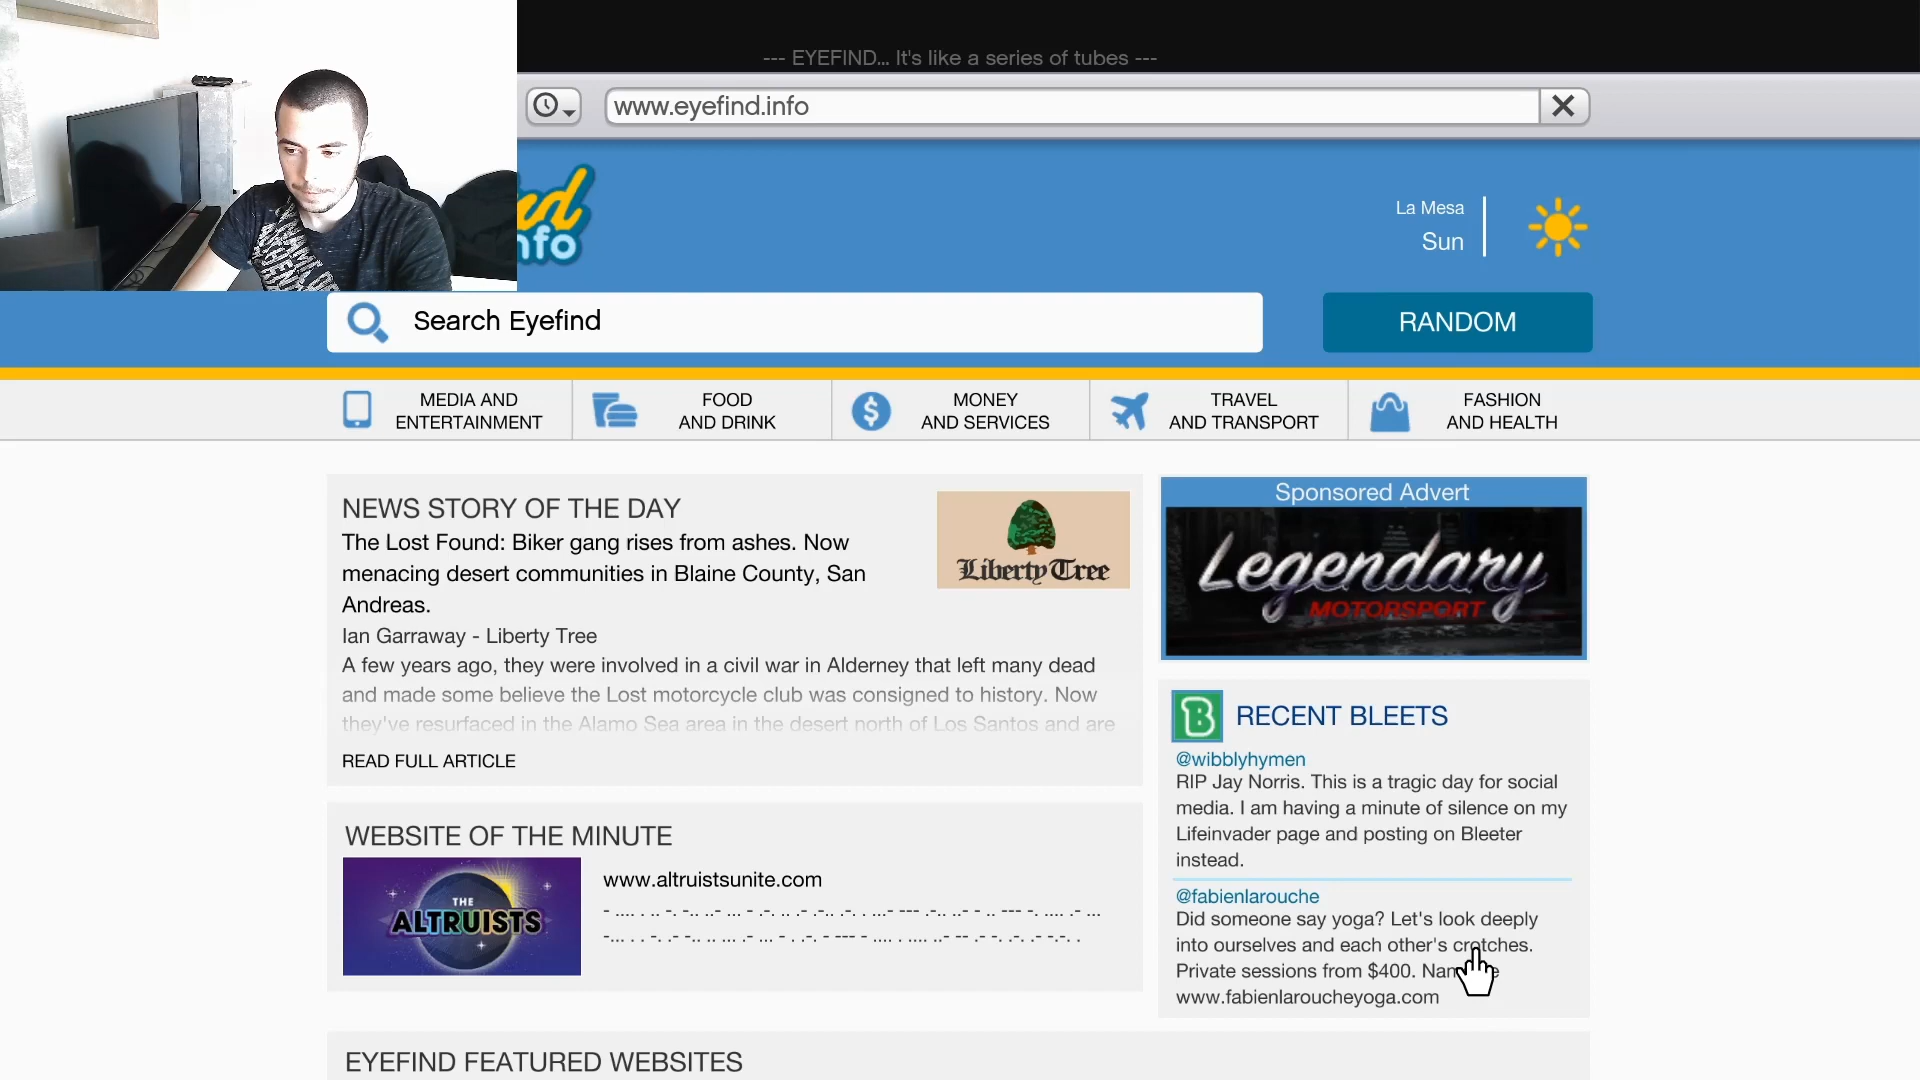 --- EYEFIND... It's like a series of tubes ---
www.eyefind.info
nd
nfo
La Mesa
Sun
Search Eyefind
RANDOM
MEDIA AND
ENTERTAINMENT
FOOD
AND DRINK
MONEY
AND SERVICES
TRAVEL
AND TRANSPORT
FASHION
AND HEALTH
NEWS STORY OF THE DAY
The Lost Found: Biker gang rises from ashes. Now
menacing desert communities in Blaine County, San
Andreas.
Ian Garraway - Liberty Tree
A few years ago, they were involved in a civil war in Alderney that left many dead
and made some believe the Lost motorcycle club was consigned to history. Now
they've resurfaced in the Alamo Sea area in the desert north of Los Santos and are
READ FULL ARTICLE
Liberty Tree
Sponsored Advert
Legendary
MOTORSPORT
RECENT BLEETS
@wibblyhymen
RIP Jay Norris. This is a tragic day for social
media. I am having a minute of silence on my
Lifeinvader page and posting on Bleeter
instead.
@fabienlarouche
Did someone say yoga? Let's look deeply
into ourselves and each other's crotches.
Private sessions from $400.
www.fabienlaroucheyoga.com
WEBSITE OF THE MINUTE
THE
ALTRUISTS
www.altruistsunite.com
EYEFIND FEATURED WEBSITES